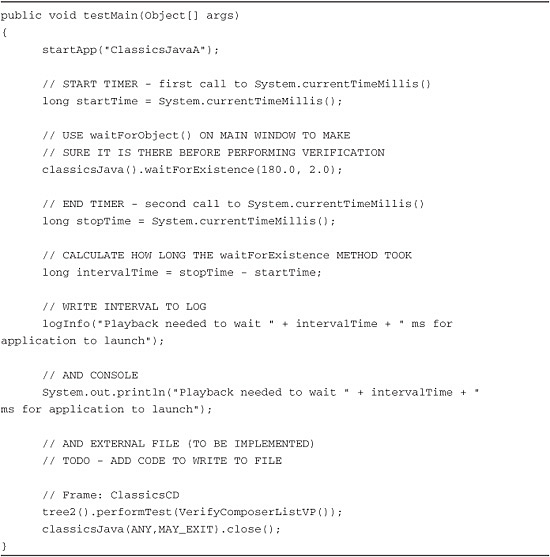 public void testMain(Object[] args)
{
startApp("ClassicsJavaA");
// START TIMER - first call to System.currentTimeMillis()
long startTime = System.currentTimeMillis();
// USE waitForObject() ON MAIN WINDOW TO MAKE
// SURE IT IS THERE BEFORE PERFORMING VERIFICATION
classicsJava().waitForExistence(180.0, 2.0);
// END TIMER - second call to System.currentTimeMillis()
long stopTime = System.currentTimeMillis();
// CALCULATE HOW LONG THE waitForExistence METHOD TOOK
long intervalTime = stopTime - startTime;
// WRITE INTERVAL TO LOG
logInfo("Playback needed to wait " + intervalTime + " ms for
application to launch");
// AND CONSOLE
System.out.println("Playback needed to wait " + intervalTime + "
ms for application to launch");
// AND EXTERNAL FILE (TO BE IMPLEMENTED)
// TODO - ADD CODE TO WRITE TO FILE
// Frame: ClassicsCD
tree2().performTest(VerifyComposerListVP());
classicsJava(ANY,MAY_EXIT).close();
}